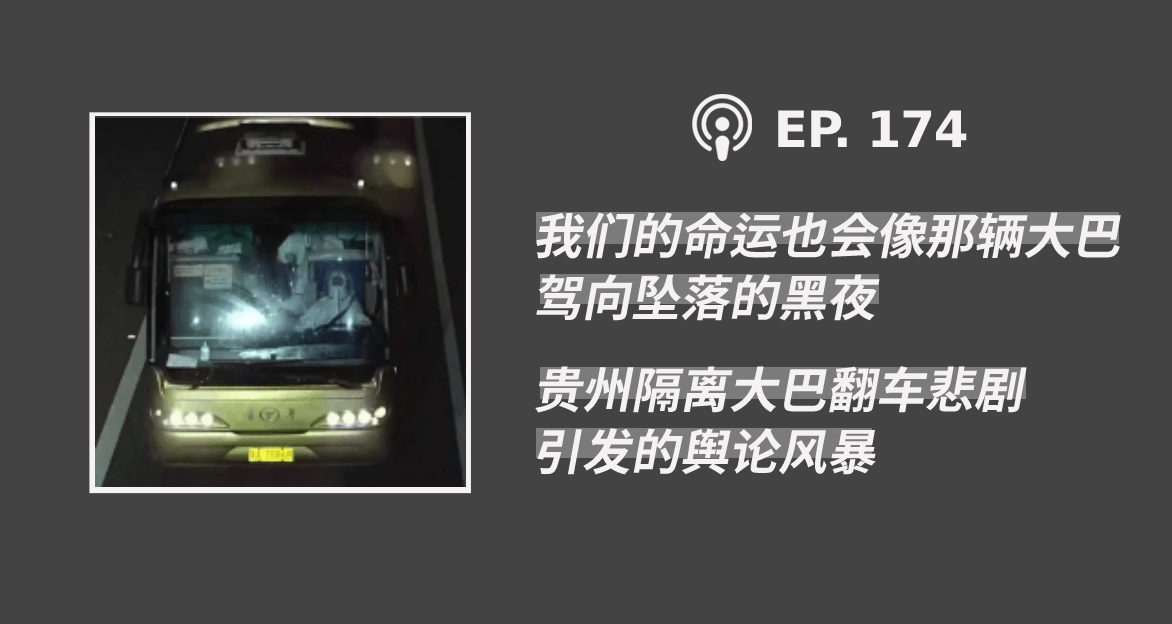 EP. 174
我们的命运也会像那辆大巴
驾向坠落的黑夜
贵州隔离大巴翻车悲剧
引发的舆论风暴